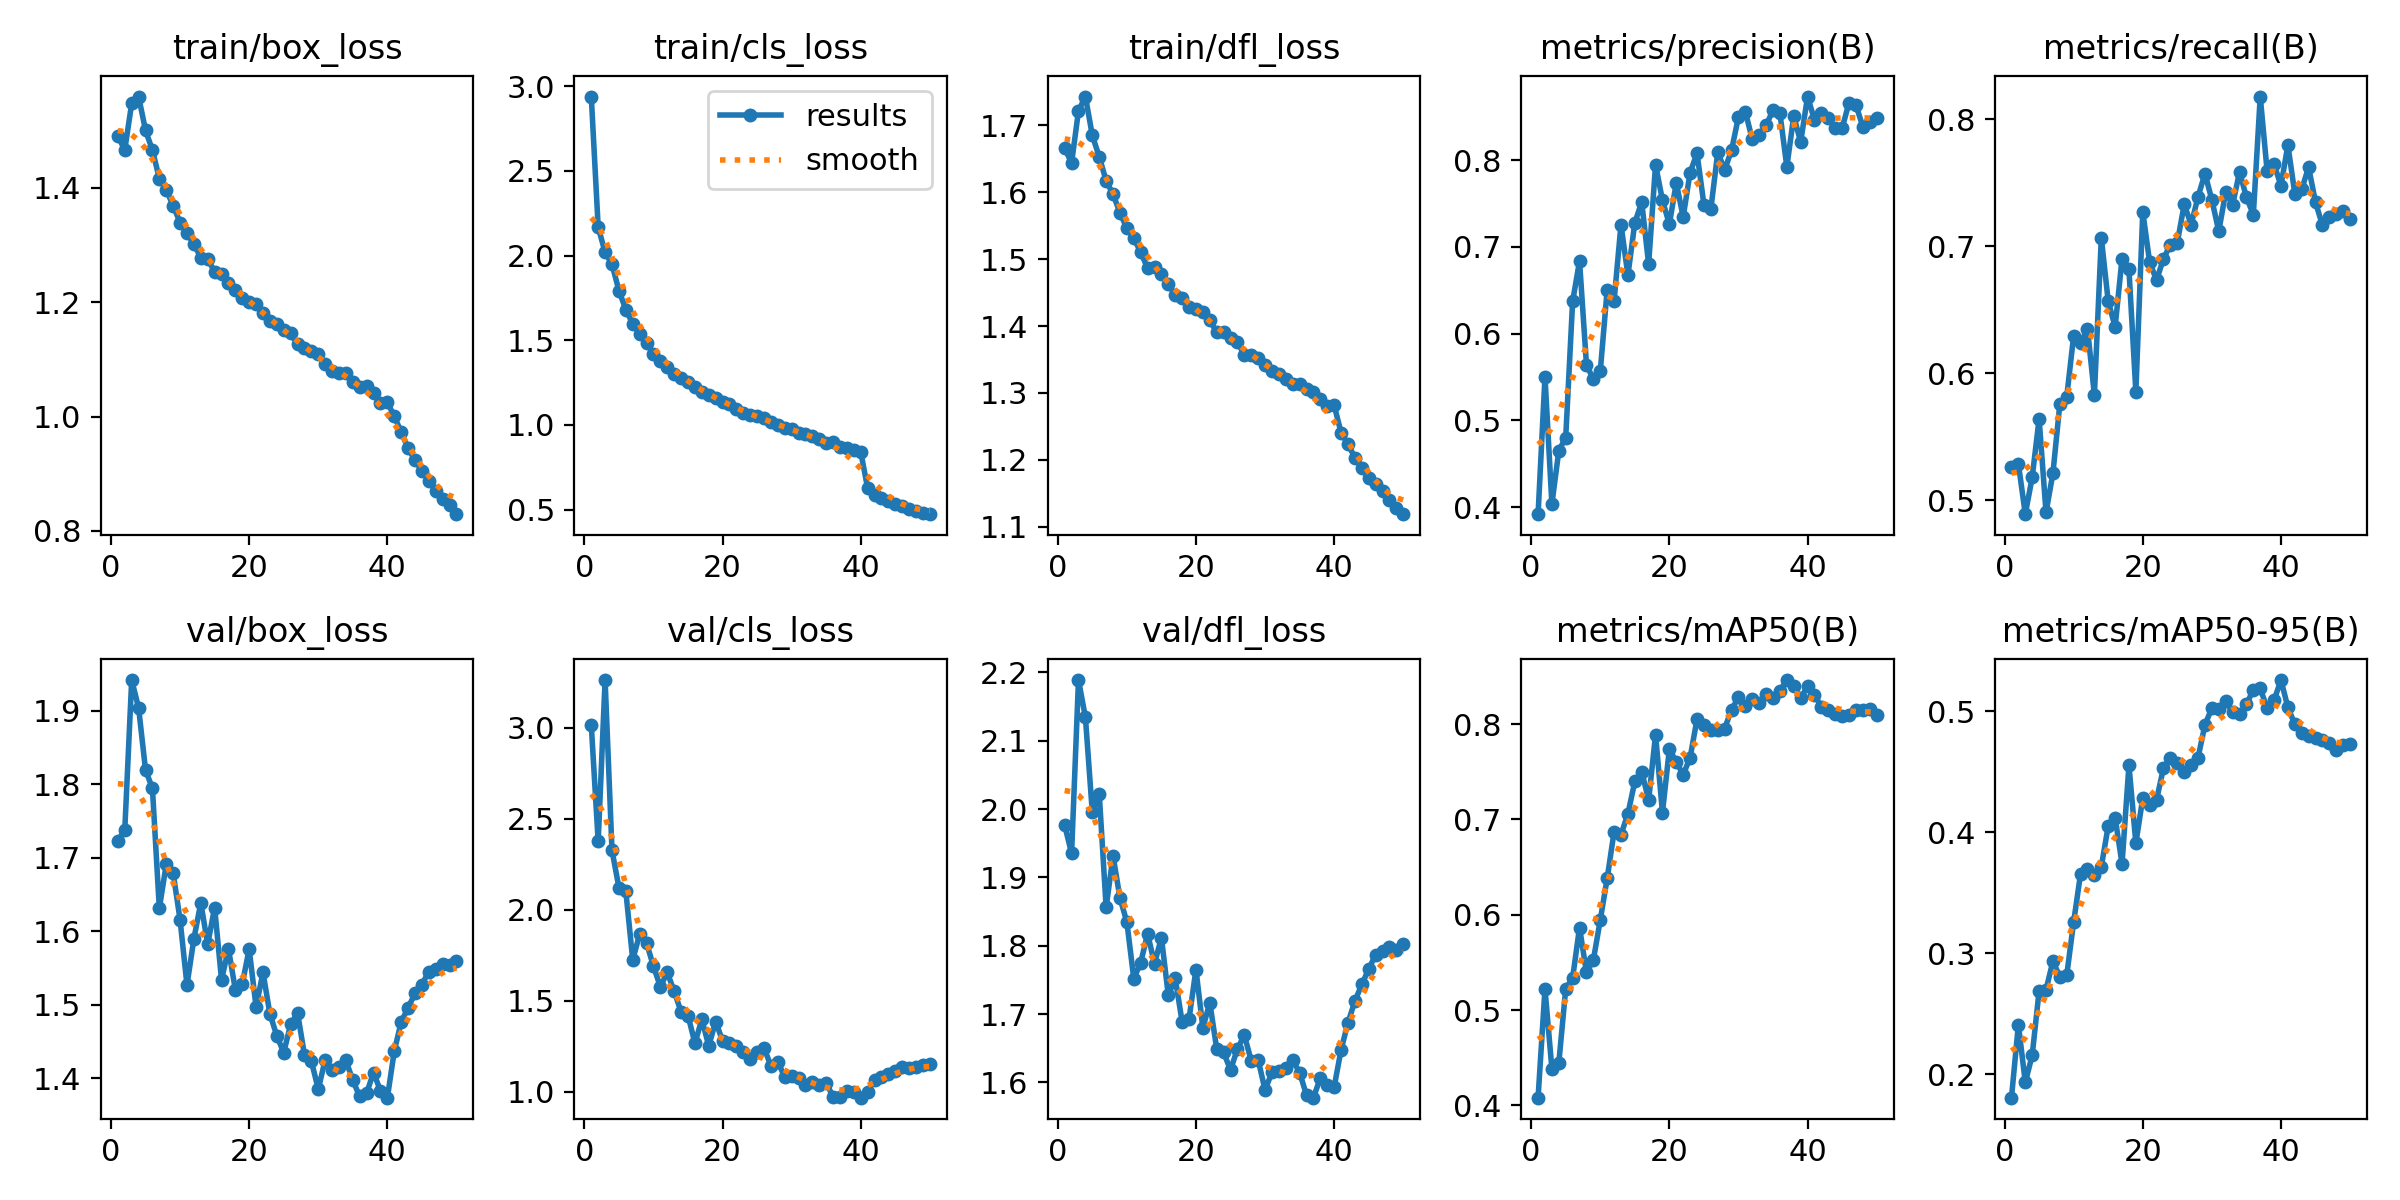 train/box_loss
1.4
1.2
1.0
0.8
0 20 40
train/cls_loss
3.0
2.5
2.0
1.5
1.0
0.5
results
smooth
0 20 40
train/dfl_loss
1.7
1.6
1.5
1.4
1.3
1.2
1.1
0 20 40
metrics/precision(B)
0.8
0.7
0.6
0.5
0.4
0 20 40
metrics/recall(B)
0.8
0.7
0.6
0.5
0 20 40
val/box_loss
1.9
1.8
1.7
1.6
1.5
1.4
0 20 40
val/cls_loss
3.0
2.5
2.0
1.5
1.0
0 20 40
val/dfl_loss
2.2
2.1
2.0
1.9
1.8
1.7
1.6
0 20 40
metrics/mAP50(B)
0.8
0.7
0.6
0.5
0.4
0 20 40
metrics/mAP50-95(B)
0.5
0.4
0.3
0.2
0 20 40